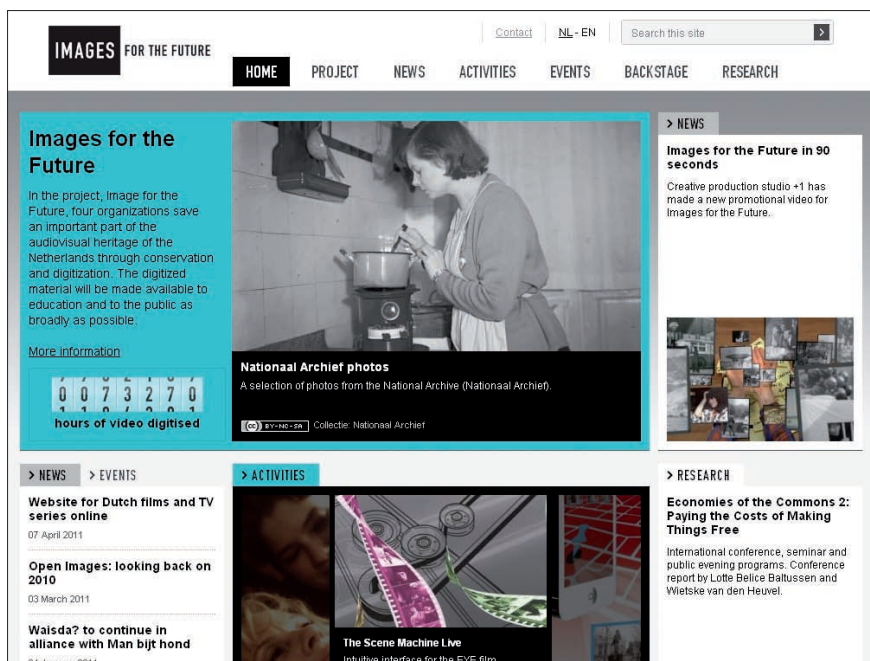 IMAGES FOR THE FUTURE
Contact
NL - EN
Search this site
HOME
PROJECT
NEWS
ACTIVITIES
EVENTS
BACKSTAGE
RESEARCH
Images for the
Future
In the project, Image for the
Future, four organizations save
an important part of the
audiovisual heritage of the
Netherlands through conservation
and digitization. The digitized
material will be made available to
education and to the public as
broadly as possible.
More information
0 0 7 3 2 7 0
hours of video digitised
Nationaal Archief photos
A selection of photos from the National Archive (Nationaal Archief).
(cc) BY-NC-SA Collectie: Nationaal Archief
> NEWS
Images for the Future in 90
seconds
Creative production studio +1 has
made a new promotional video for
Images for the Future.
> NEWS > EVENTS
Website for Dutch films and TV
series online
07 April 2011
Open Images: looking back on
2010
03 March 2011
Waisda? to continue in
alliance with Man bijt hond
> ACTIVITIES
The Scene Machine Live
Intuitive interface for the EYE film
> RESEARCH
Economies of the Commons 2:
Paying the Costs of Making
Things Free
International conference, seminar and
public evening programs. Conference
report by Lotte Belice Baltussen and
Wietske van den Heuvel.